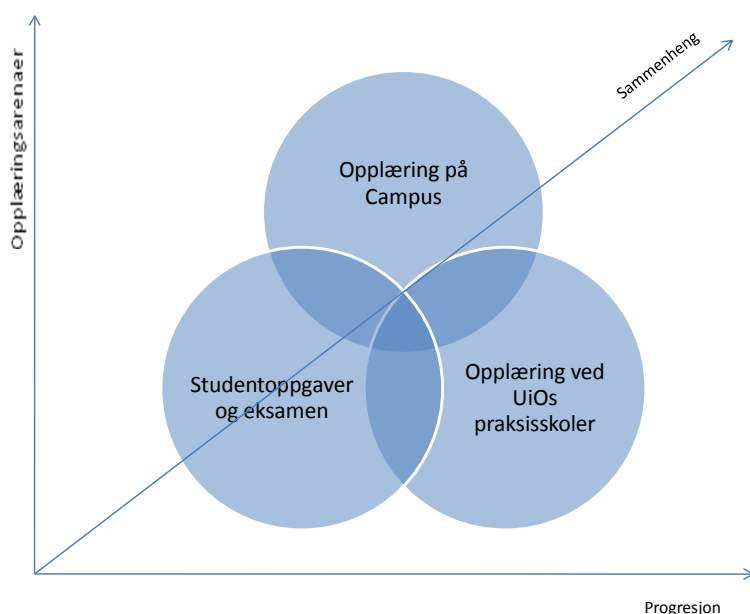 Opplæringsarenaer
Sammenheng
Opplæring på
Campus
Studentoppgaver
og eksamen
Opplæring ved
UiOs
praksisskoler
Progresjon